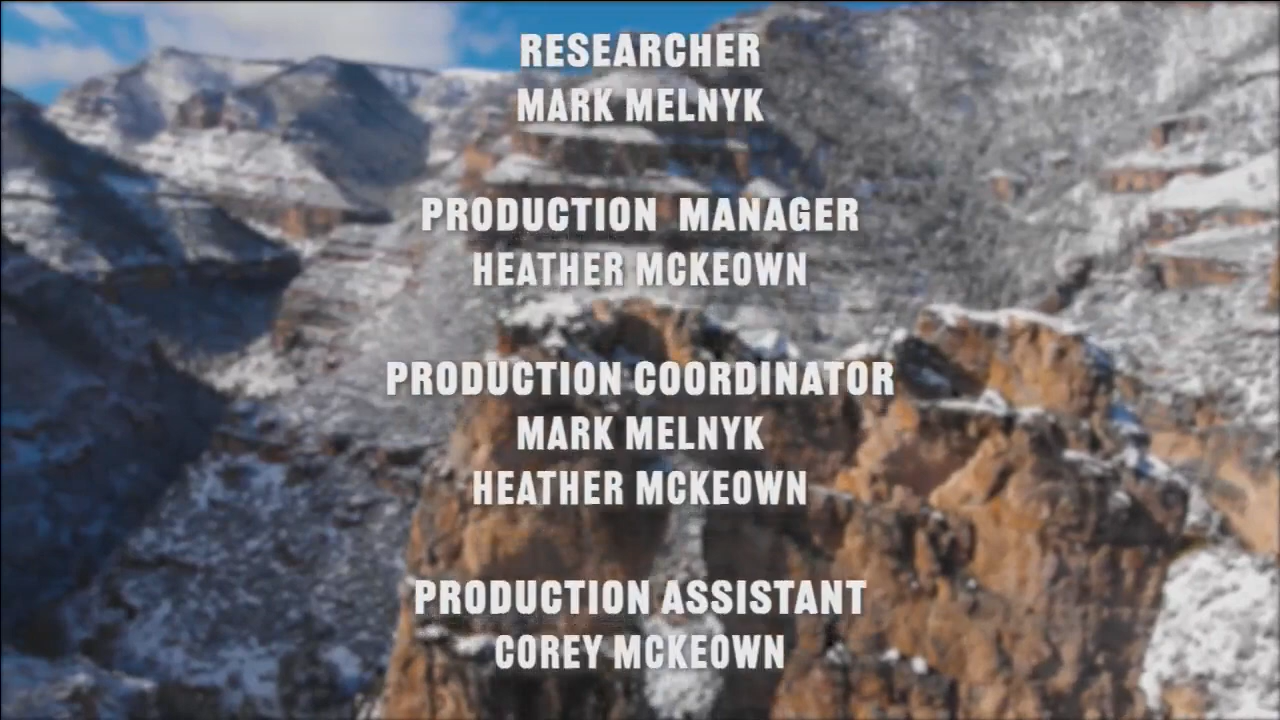 RESEARCHER
MARK MELNYK
PRODUCTION MANAGER
HEATHER MCKEOWN
PRODUCTION COORDINATOR
MARK MELNYK
HEATHER MCKEOWN
PRODUCTION ASSISTANT
COREY MCKEOWN